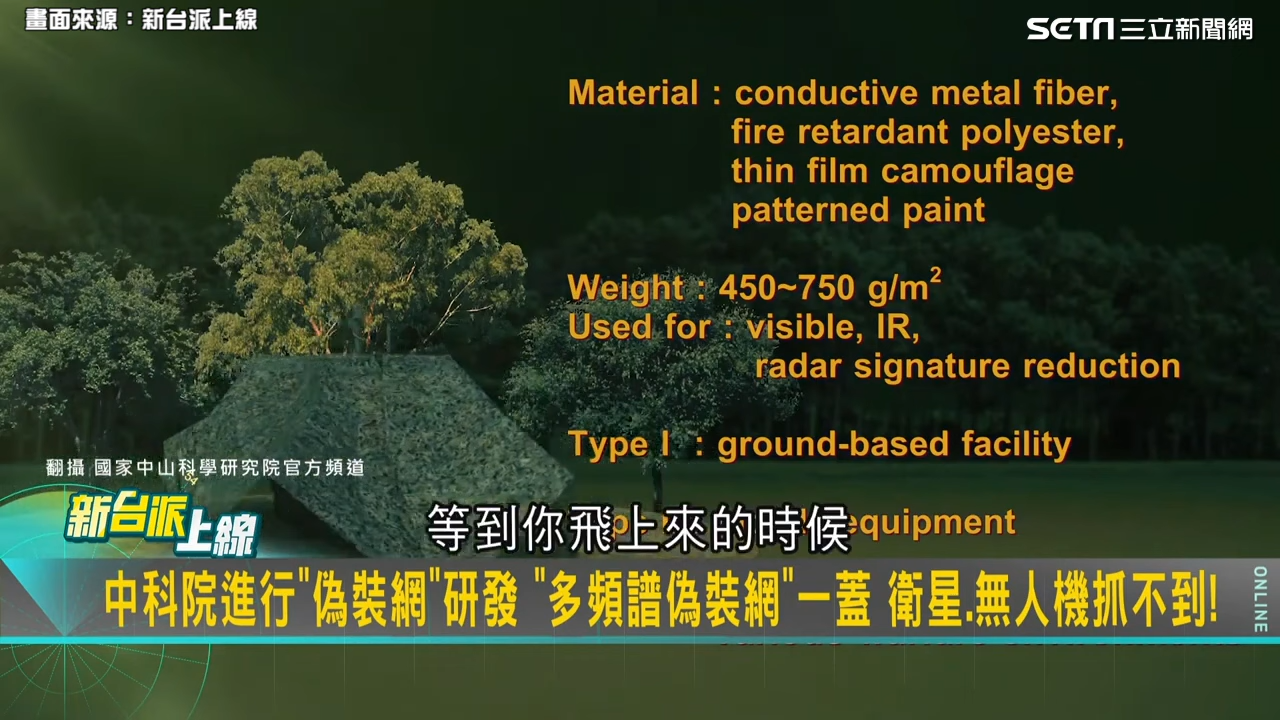 畫面來源：新台派上線
SETN三立新聞網
Material : conductive metal fiber,
fire retardant polyester,
thin film camouflage
patterned paint
Weight : 450~750 g/m²
Used for : visible, IR,
radar signature reduction
Type I : ground-based facility
翻攝 國家中山科學研究院官方頻道
equipment
新台派上線
等到你飛上來的時候
中科院進行"偽裝網"研發 "多頻譜偽裝網"一蓋 衛星.無人機抓不到!
ONLINE